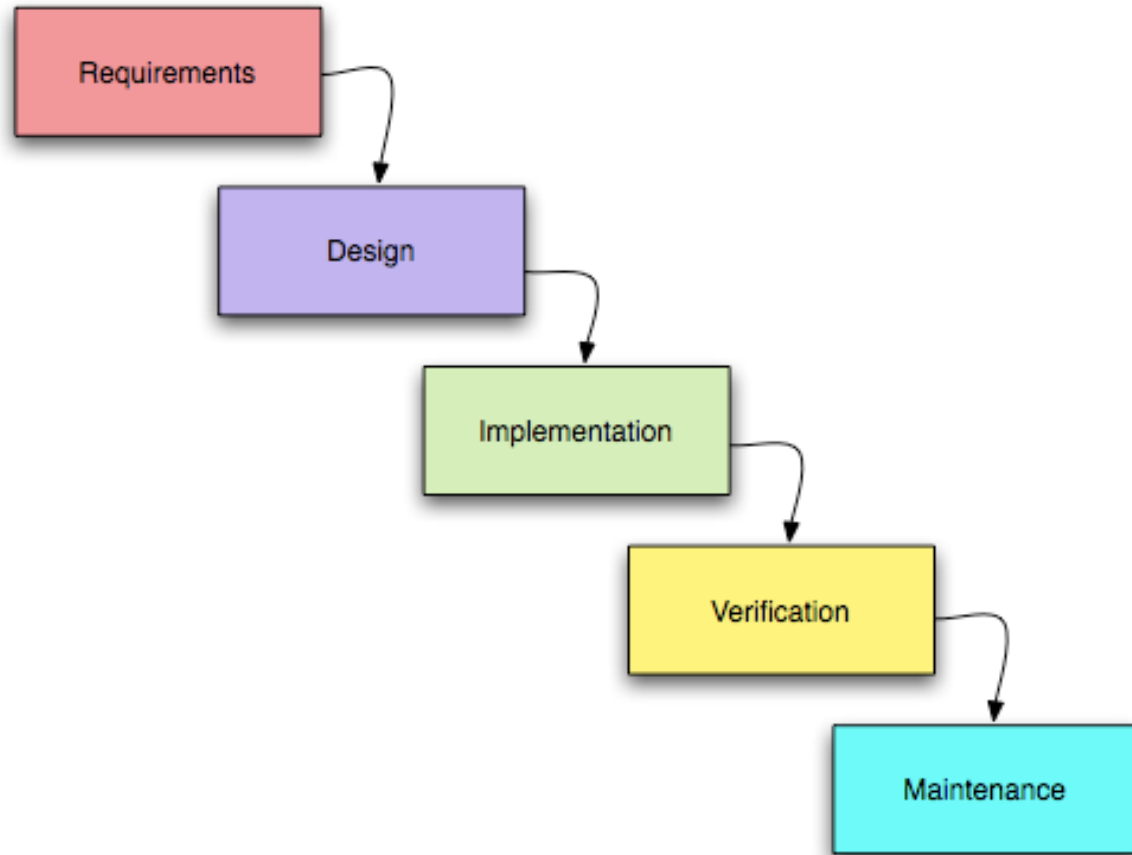 Requirements
Design
Implementation
Verification
Maintenance